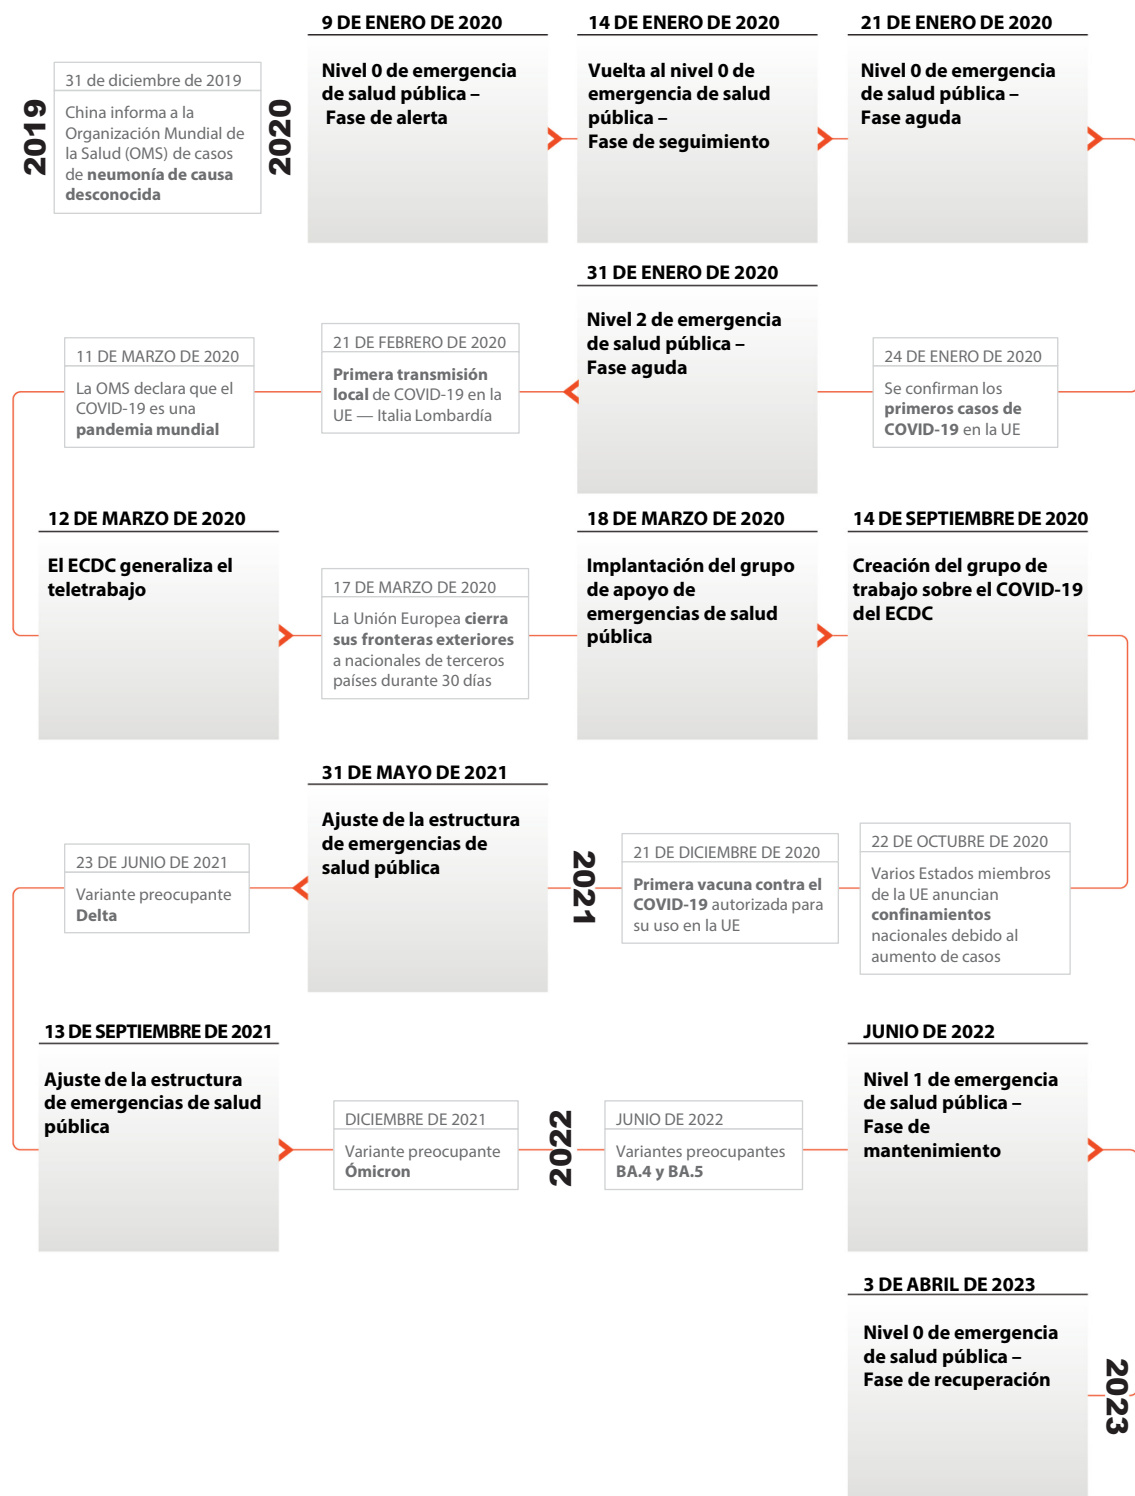 2019
31 de diciembre de 2019
China informa a la
Organización Mundial de
la Salud (OMS) de casos
de neumonía de causa
desconocida
2020
9 DE ENERO DE 2020
Nivel 0 de emergencia
de salud pública –
Fase de alerta
14 DE ENERO DE 2020
Vuelta al nivel 0 de
emergencia de salud
pública –
Fase de seguimiento
21 DE ENERO DE 2020
Nivel 0 de emergencia
de salud pública –
Fase aguda
24 DE ENERO DE 2020
Se confirman los
primeros casos de
COVID-19 en la UE
31 DE ENERO DE 2020
Nivel 2 de emergencia
de salud pública –
Fase aguda
21 DE FEBRERO DE 2020
Primera transmisión
local de COVID-19 en la
UE — Italia Lombardía
11 DE MARZO DE 2020
La OMS declara que el
COVID-19 es una
pandemia mundial
12 DE MARZO DE 2020
El ECDC generaliza el
teletrabajo
17 DE MARZO DE 2020
La Unión Europea cierra
sus fronteras exteriores
a nacionales de terceros
países durante 30 días
18 DE MARZO DE 2020
Implantación del grupo
de apoyo de
emergencias de salud
pública
14 DE SEPTIEMBRE DE 2020
Creación del grupo de
trabajo sobre el COVID-19
del ECDC
22 DE OCTUBRE DE 2020
Varios Estados miembros
de la UE anuncian
confinamientos
nacionales debido al
aumento de casos
21 DE DICIEMBRE DE 2020
Primera vacuna contra el
COVID-19 autorizada para
su uso en la UE
2021
31 DE MAYO DE 2021
Ajuste de la estructura
de emergencias de
salud pública
23 DE JUNIO DE 2021
Variante preocupante
Delta
13 DE SEPTIEMBRE DE 2021
Ajuste de la estructura
de emergencias de salud
pública
DICIEMBRE DE 2021
Variante preocupante
Ómicron
2022
JUNIO DE 2022
Variantes preocupantes
BA.4 y BA.5
JUNIO DE 2022
Nivel 1 de emergencia
de salud pública –
Fase de
mantenimiento
2023
3 DE ABRIL DE 2023
Nivel 0 de emergencia
de salud pública –
Fase de recuperación